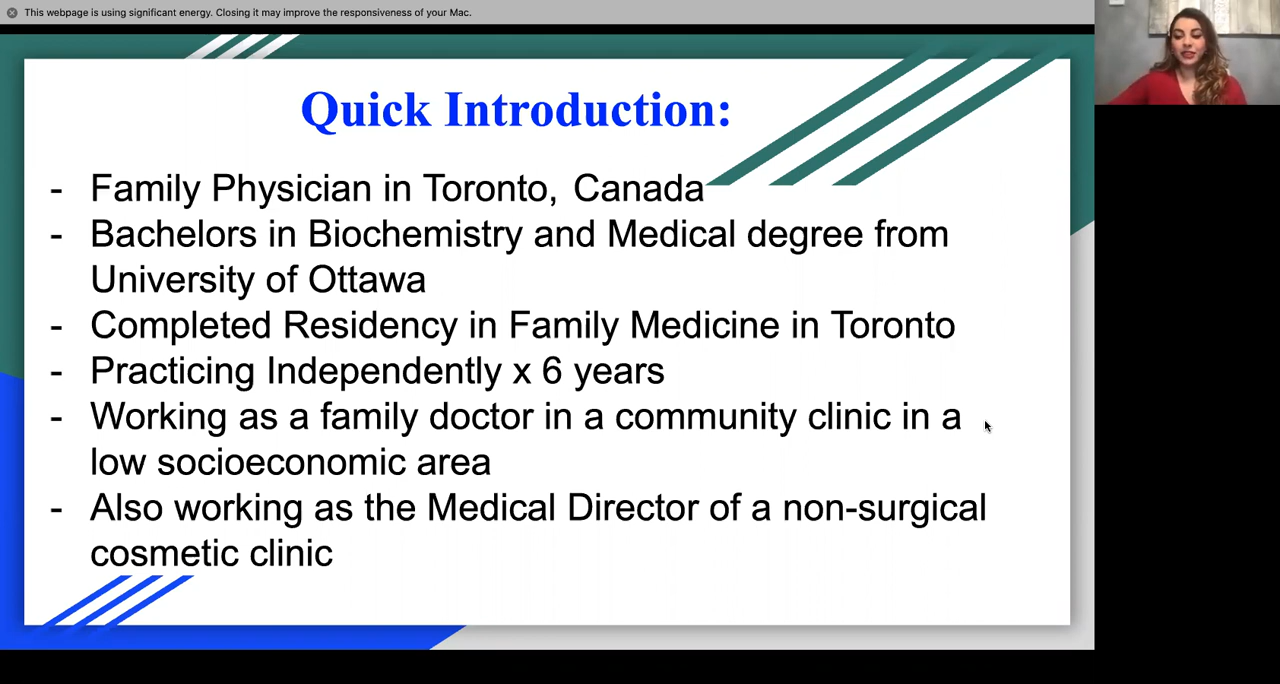 This webpage is using significant energy. Closing it may improve the responsiveness of your Mac.
Quick Introduction:
- Family Physician in Toronto, Canada
- Bachelors in Biochemistry and Medical degree from
University of Ottawa
- Completed Residency in Family Medicine in Toronto
- Practicing Independently x 6 years
- Working as a family doctor in a community clinic in a
low socioeconomic area
- Also working as the Medical Director of a non-surgical
cosmetic clinic